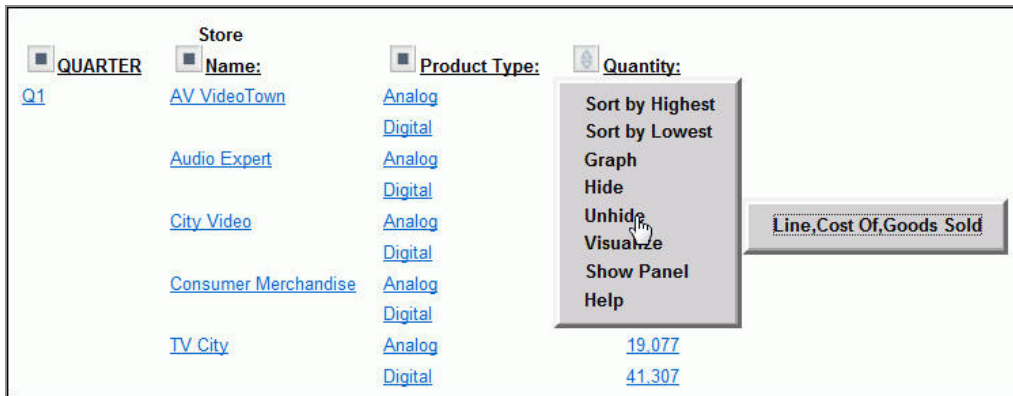 Store
QUARTER Name: Product Type: Quantity:
Q1 AV VideoTown Analog
Digital
Audio Expert Analog
Digital
City Video Analog
Digital
Consumer Merchandise Analog
Digital
TV City Analog 19,077
Digital 41,307
Sort by Highest
Sort by Lowest
Graph
Hide
Unhide
Visualize
Show Panel
Help
Line,Cost Of,Goods Sold